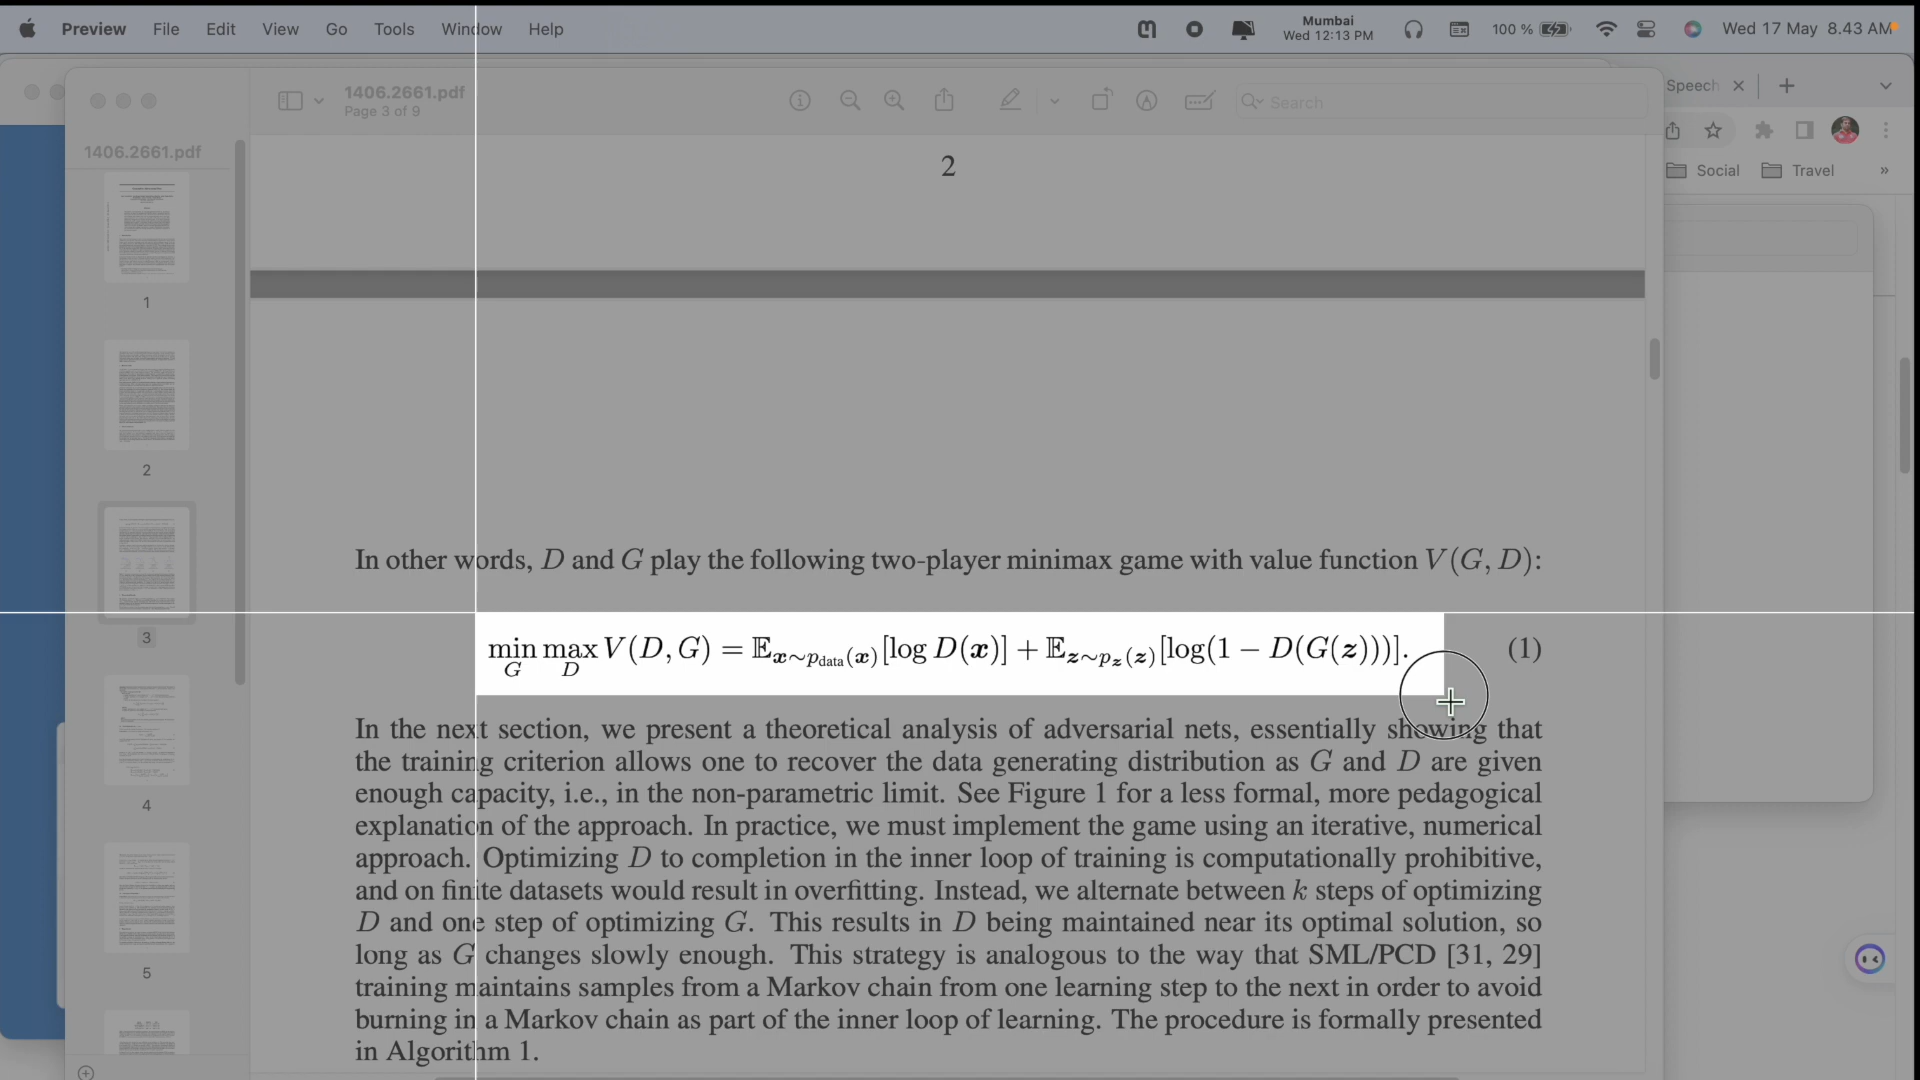 Preview File Edit View Go Tools Window Help
Mumbai
Wed 12:13 PM
100 %
Wed 17 May 8.43 AM
1406.2661.pdf
Page 3 of 9
Search
Speech
Social
Travel
»
1406.2661.pdf
1
2
3
4
5
2
In other words, D and G play the following two-player minimax game with value function V(G, D):
min_G max_D V(D, G) = 𝔼_{x∼p_data(x)}[log D(x)] + 𝔼_{z∼p_z(z)}[log(1 − D(G(z)))]. (1)
In the next section, we present a theoretical analysis of adversarial nets, essentially showing that
the training criterion allows one to recover the data generating distribution as G and D are given
enough capacity, i.e., in the non-parametric limit. See Figure 1 for a less formal, more pedagogical
explanation of the approach. In practice, we must implement the game using an iterative, numerical
approach. Optimizing D to completion in the inner loop of training is computationally prohibitive,
and on finite datasets would result in overfitting. Instead, we alternate between k steps of optimizing
D and one step of optimizing G. This results in D being maintained near its optimal solution, so
long as G changes slowly enough. This strategy is analogous to the way that SML/PCD [31, 29]
training maintains samples from a Markov chain from one learning step to the next in order to avoid
burning in a Markov chain as part of the inner loop of learning. The procedure is formally presented
in Algorithm 1.